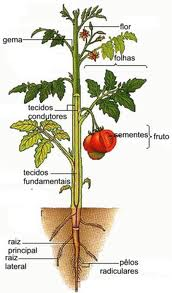 flor
gema
folhas
tecidos
condutores
sementes
fruto
tecidos
fundamentais
raiz
principal
raiz
lateral
pêlos
radiculares